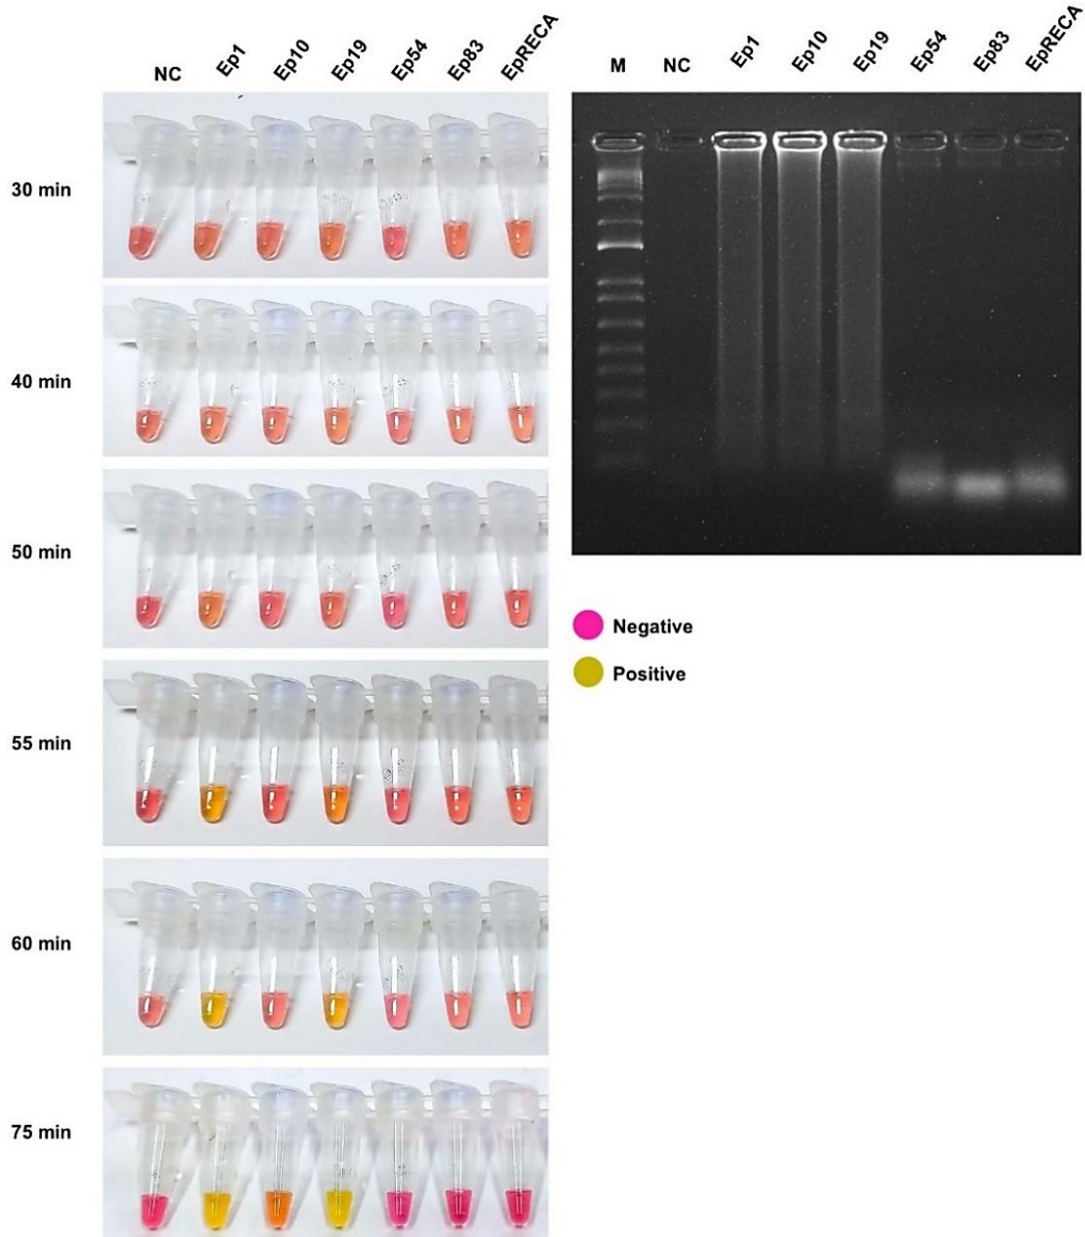 NC Ep1 Ep10 Ep19 Ep54 Ep83 EpRECA
M NC Ep1 Ep10 Ep19 Ep54 Ep83 EpRECA
30 min
40 min
50 min
Negative
Positive
55 min
60 min
75 min